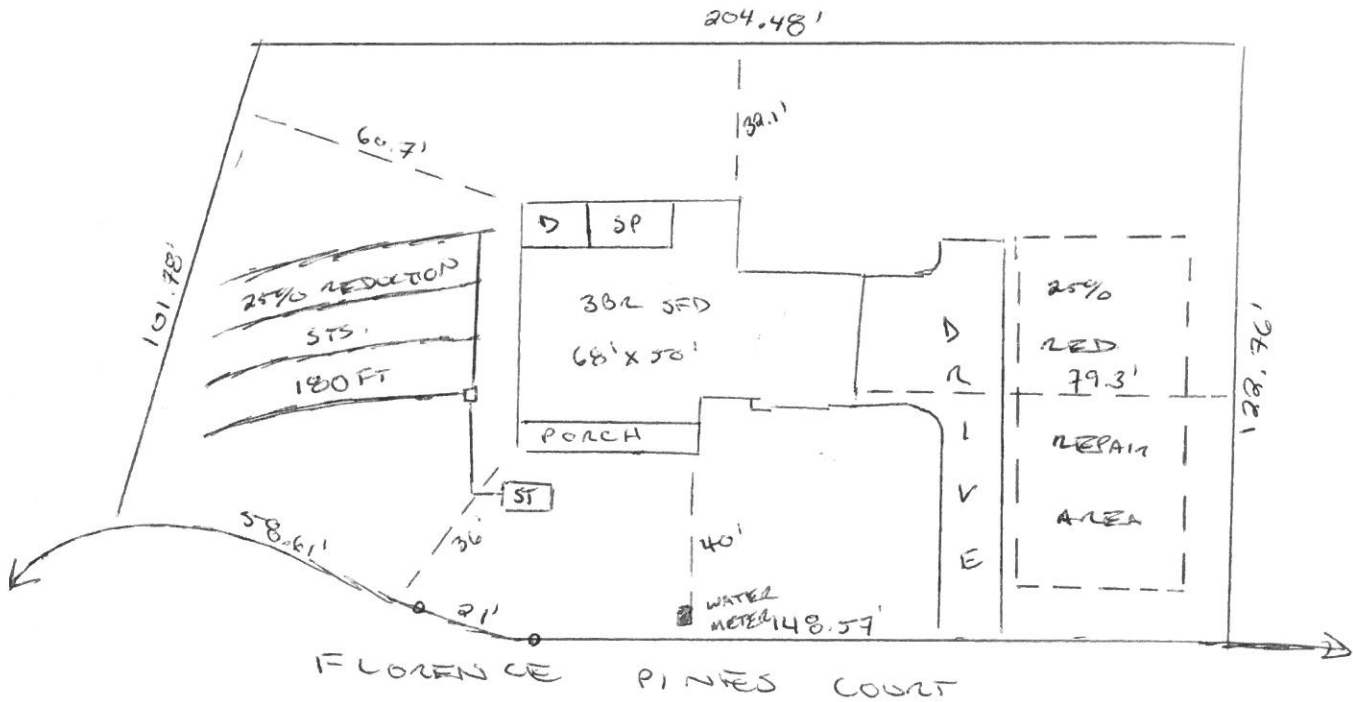 204.48'
32.1'
60.7'
101.78'
D
SP
25% REDUCTION
STS.
180 FT
3BR SFD
68' X 50'
DRIVE
25%
RED
79.3'
REPAIR
AREA
PORCH
ST
36
40'
58.61'
21'
WATER
METER
148.57'
FLORENCE PINES COURT